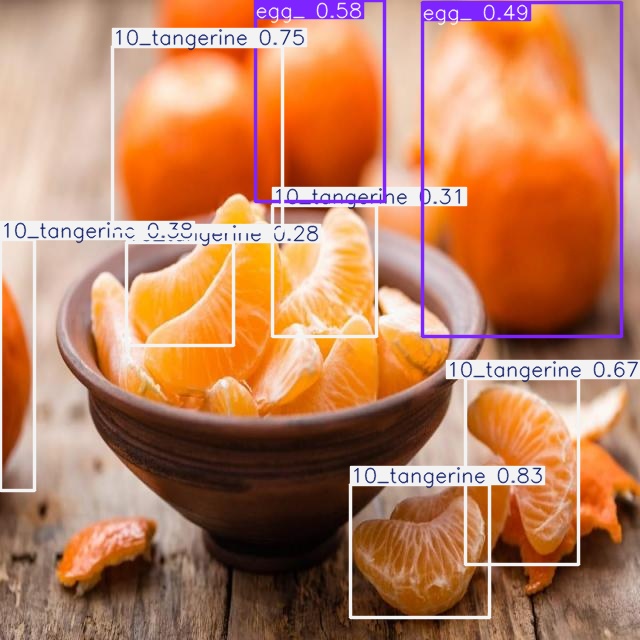 egg_ 0.58
egg_ 0.49
10_tangerine 0.75
10_tangerine 0.31
10_tangerine 0.38
tangerine 0.28
10_tangerine 0.67
10_tangerine 0.83